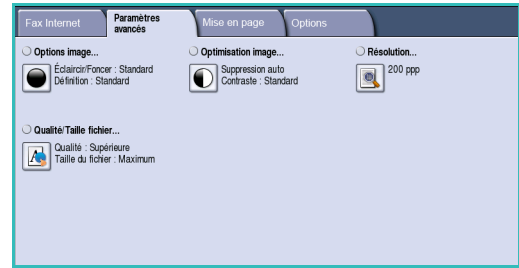 Fax Internet
Paramètres
avancés
Mise en page
Options
Options image...
Éclaircir/Foncer : Standard
Définition : Standard
Optimisation image...
Suppression auto
Contraste : Standard
Résolution...
200 ppp
Qualité/Taille fichier...
Qualité : Supérieure
Taille du fichier : Maximum